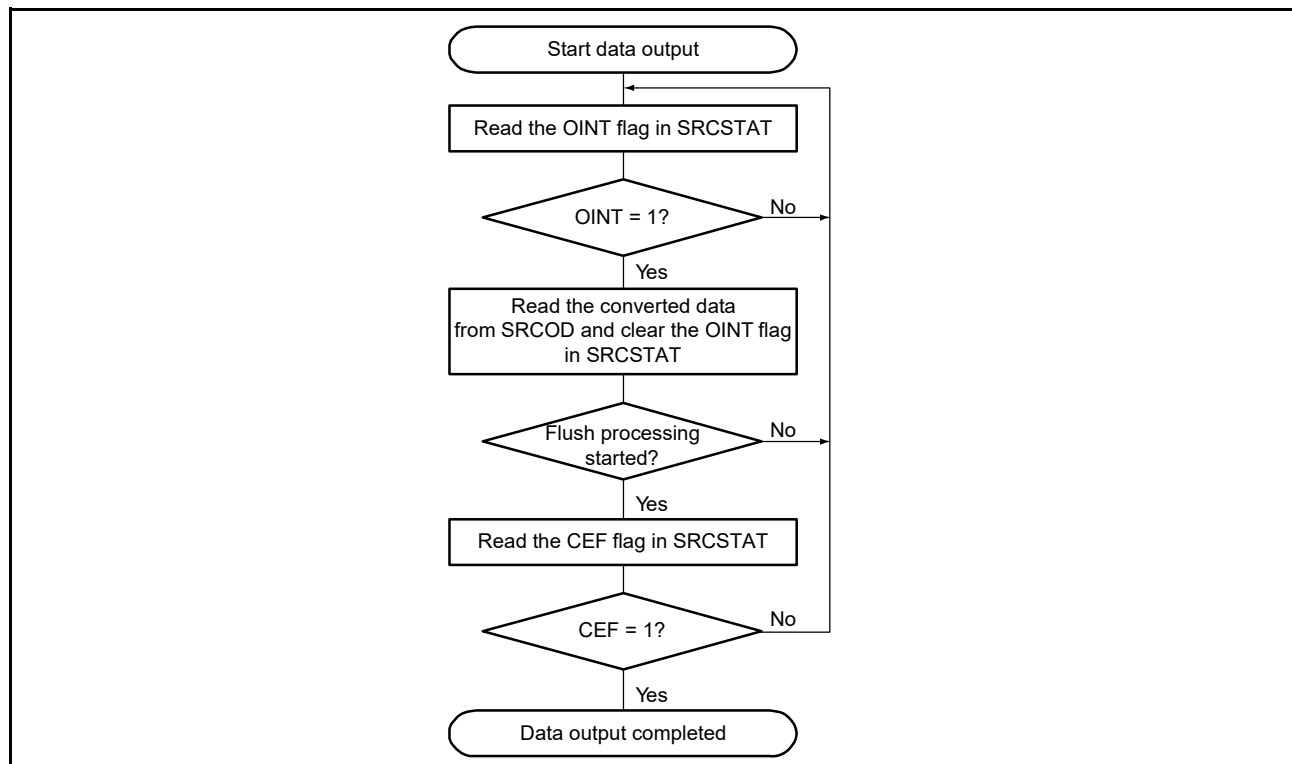 Start data output
Read the OINT flag in SRCSTAT
OINT = 1?
No
Yes
Read the converted data
from SRCOD and clear the OINT flag
in SRCSTAT
Flush processing
started?
No
Yes
Read the CEF flag in SRCSTAT
CEF = 1?
No
Yes
Data output completed